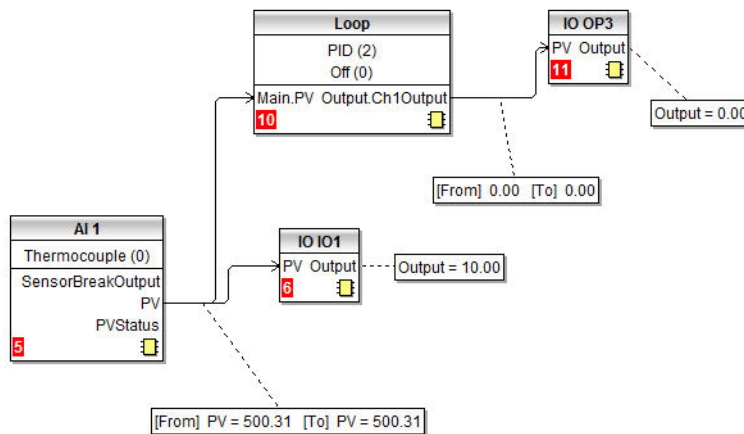 Loop
PID (2)
Off (0)
Main.PV Output.Ch1Output
10
IO OP3
PV Output
11
Output = 0.00
[From] 0.00 [To] 0.00
AI 1
Thermocouple (0)
SensorBreakOutput
PV
PVStatus
5
IO IO1
PV Output
6
Output = 10.00
[From] PV = 500.31 [To] PV = 500.31